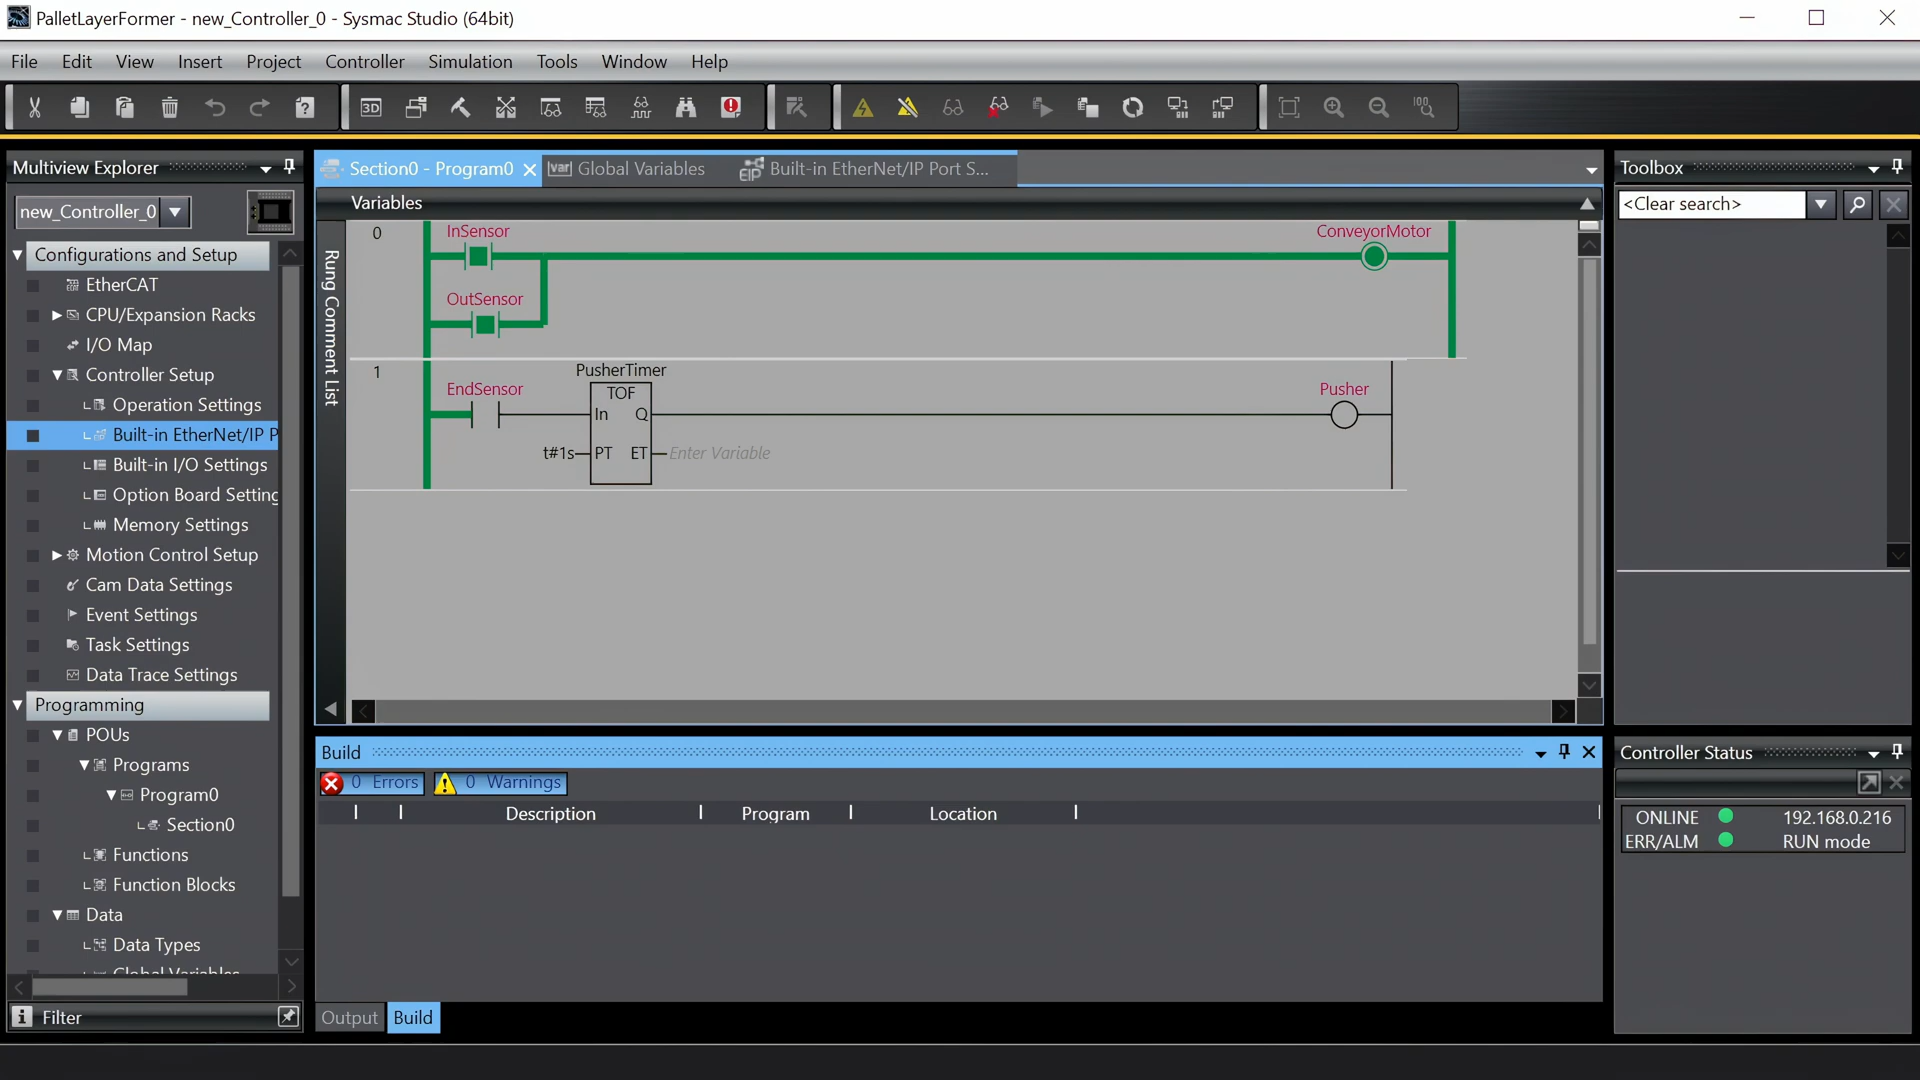 PalletLayerFormer - new_Controller_0 - Sysmac Studio (64bit)
File Edit View Insert Project Controller Simulation Tools Window Help
3D
100
Multiview Explorer
new_Controller_0
Configurations and Setup
EtherCAT
CPU/Expansion Racks
I/O Map
Controller Setup
Operation Settings
Built-in EtherNet/IP P
Built-in I/O Settings
Option Board Setting
Memory Settings
Motion Control Setup
Cam Data Settings
Event Settings
Task Settings
Data Trace Settings
Programming
POUs
Programs
Program0
Section0
Functions
Function Blocks
Data
Data Types
Global Variables
Filter
Section0 - Program0
var Global Variables
EIP Built-in EtherNet/IP Port S...
Variables
Rung Comment List
0
InSensor
ConveyorMotor
OutSensor
1
PusherTimer
EndSensor
TOF
Pusher
In Q
t#1s PT ET Enter Variable
Build
0 Errors 0 Warnings
Description Program Location
Output Build
Toolbox
<Clear search>
Controller Status
ONLINE 192.168.0.216
ERR/ALM RUN mode